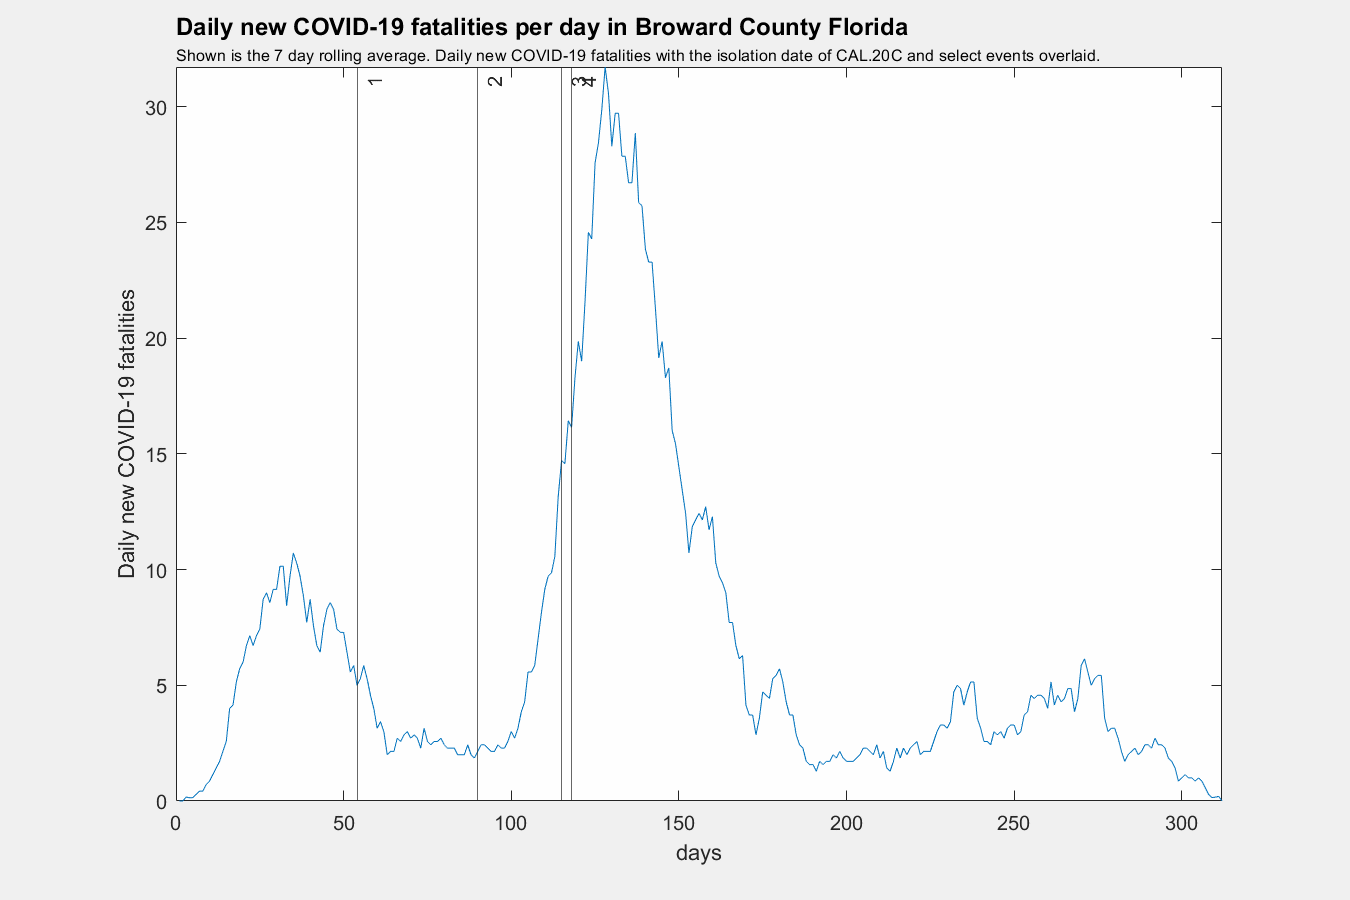 Daily new COVID-19 fatalities per day in Broward County Florida
Shown is the 7 day rolling average. Daily new COVID-19 fatalities with the isolation date of CAL.20C and select events overlaid.
1
2
3
4
30
25
20
15
10
5
0
Daily new COVID-19 fatalities
0 50 100 150 200 250 300
days